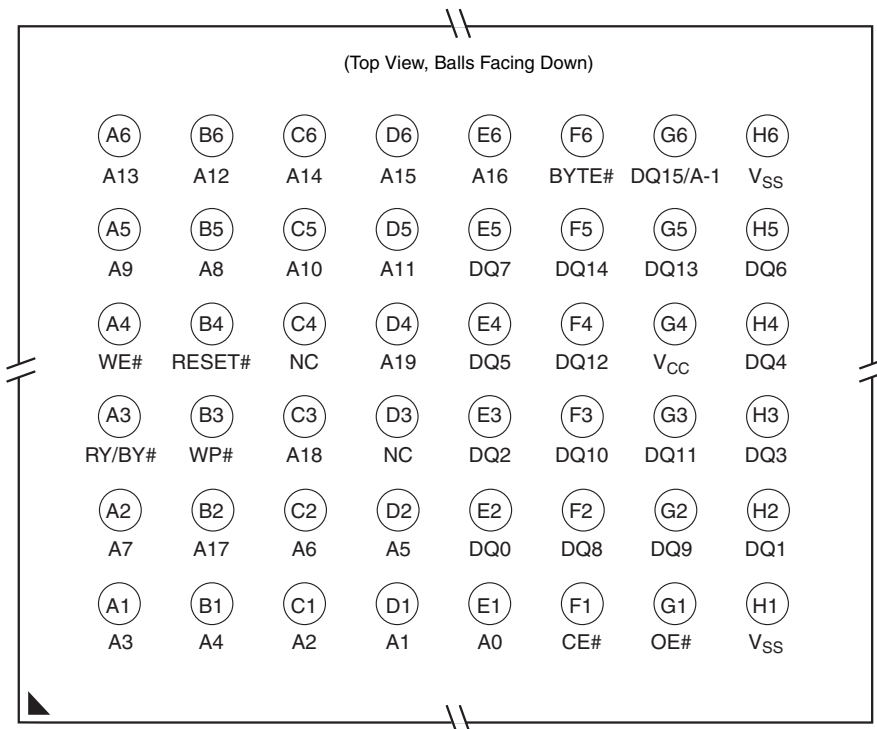 (Top View, Balls Facing Down)
A6 B6 C6 D6 E6 F6 G6 H6
A13 A12 A14 A15 A16 BYTE# DQ15/A-1 VSS
A5 B5 C5 D5 E5 F5 G5 H5
A9 A8 A10 A11 DQ7 DQ14 DQ13 DQ6
A4 B4 C4 D4 E4 F4 G4 H4
WE# RESET# NC A19 DQ5 DQ12 VCC DQ4
A3 B3 C3 D3 E3 F3 G3 H3
RY/BY# WP# A18 NC DQ2 DQ10 DQ11 DQ3
A2 B2 C2 D2 E2 F2 G2 H2
A7 A17 A6 A5 DQ0 DQ8 DQ9 DQ1
A1 B1 C1 D1 E1 F1 G1 H1
A3 A4 A2 A1 A0 CE# OE# VSS